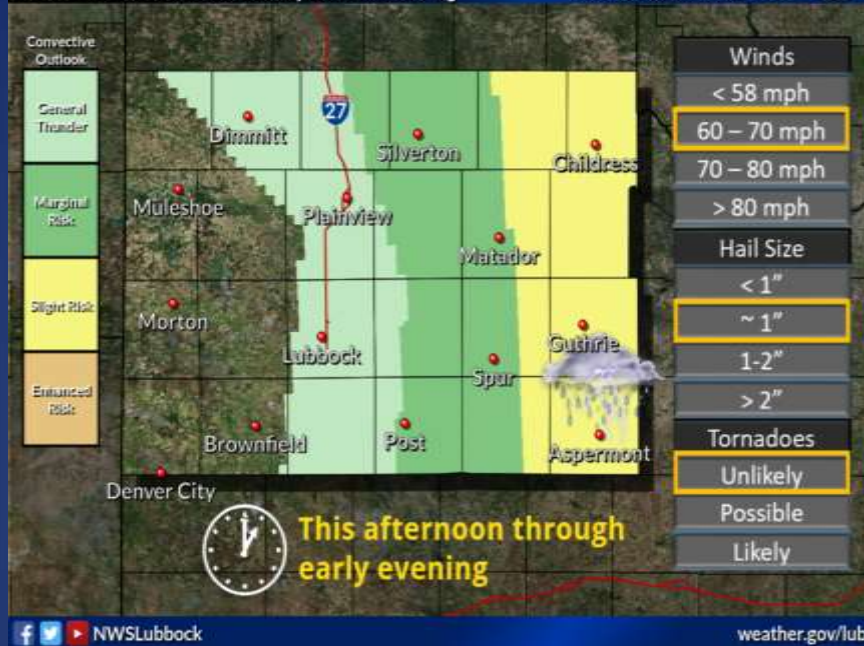 Convective
Outlook
General
Thunder
Marginal
Risk
Slight Risk
Enhanced
Risk
27
Dimmitt
Silverton
Childress
Muleshoe
Plainview
Matador
Morton
Lubbock
Guthrie
Spur
Brownfield
Post
Aspermont
Denver City
This afternoon through
early evening
Winds
< 58 mph
60 – 70 mph
70 – 80 mph
> 80 mph
Hail Size
< 1"
~ 1"
1-2"
> 2"
Tornadoes
Unlikely
Possible
Likely
NWSLubbock
weather.gov/lub